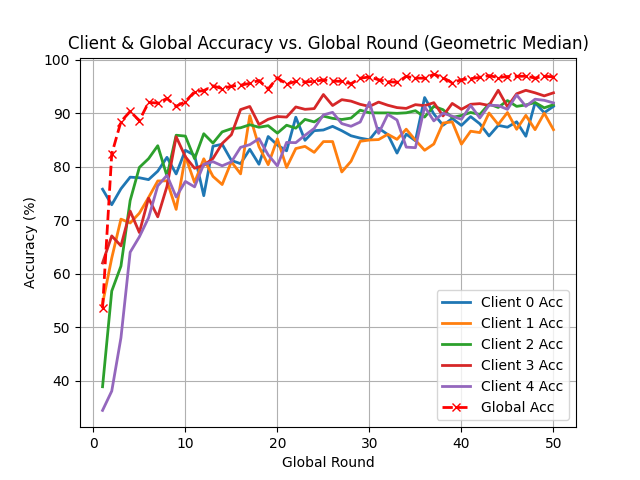 Client & Global Accuracy vs. Global Round (Geometric Median)
100
90
80
70
60
50
40
Accuracy (%)
0 10 20 30 40 50
Global Round
Client 0 Acc
Client 1 Acc
Client 2 Acc
Client 3 Acc
Client 4 Acc
Global Acc